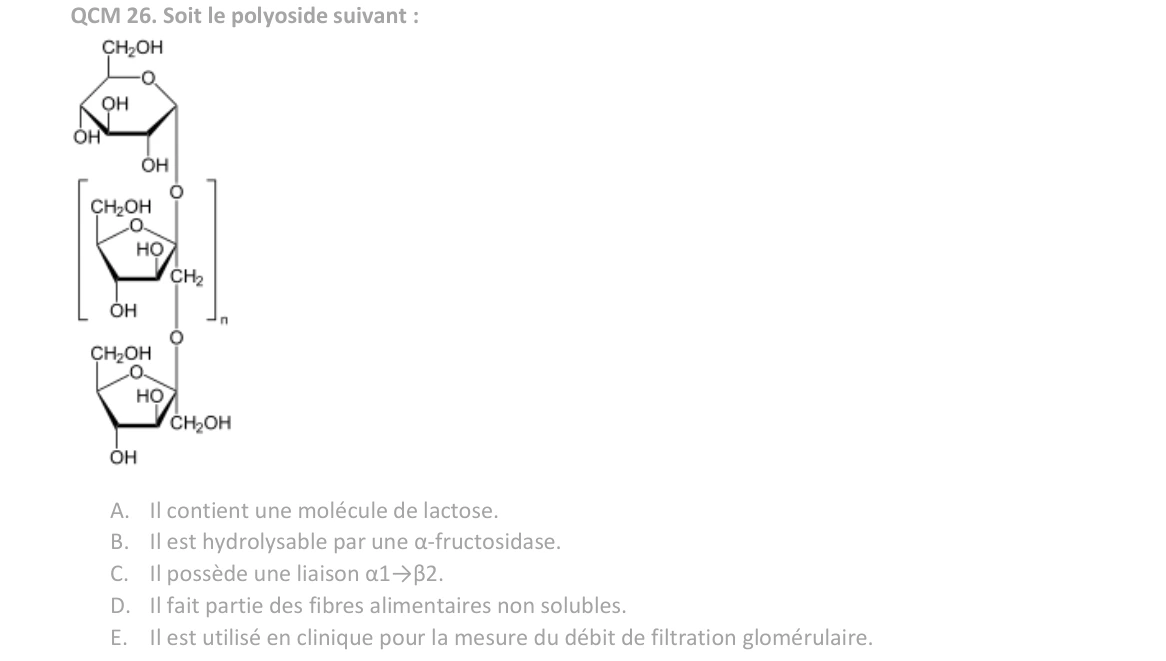 QCM 26. Soit le polyoside suivant :
CH₂OH
O
OH
OH
OH
O
CH₂OH
O
HO
CH₂
OH
n
O
CH₂OH
O
HO
CH₂OH
OH
A. Il contient une molécule de lactose.
B. Il est hydrolysable par une α-fructosidase.
C. Il possède une liaison α1→β2.
D. Il fait partie des fibres alimentaires non solubles.
E. Il est utilisé en clinique pour la mesure du débit de filtration glomérulaire.